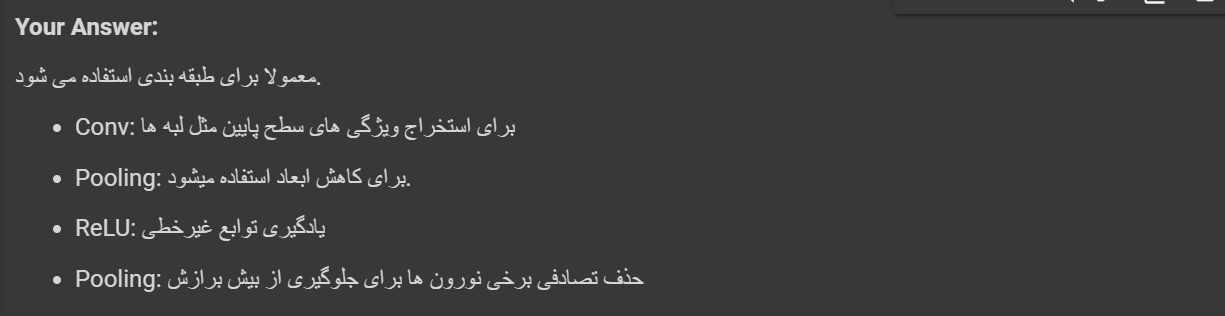 Your Answer:
معمولا برای طبقه بندی استفاده می شود.
• Conv: برای استخراج ویژگی های سطح پایین مثل لبه ها
• Pooling: برای کاهش ابعاد استفاده میشود.
• ReLU: یادگیری توابع غیرخطی
• Pooling: حذف تصادفی برخی نورون ها برای جلوگیری از بیش برازش